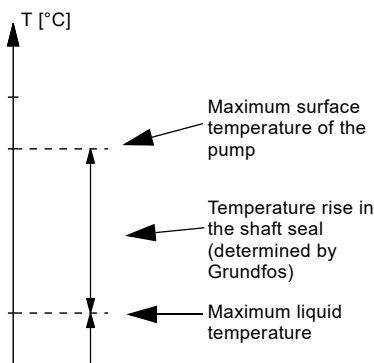 T [°C]
Maximum surface
temperature of the
pump
Temperature rise in
the shaft seal
(determined by
Grundfos)
Maximum liquid
temperature